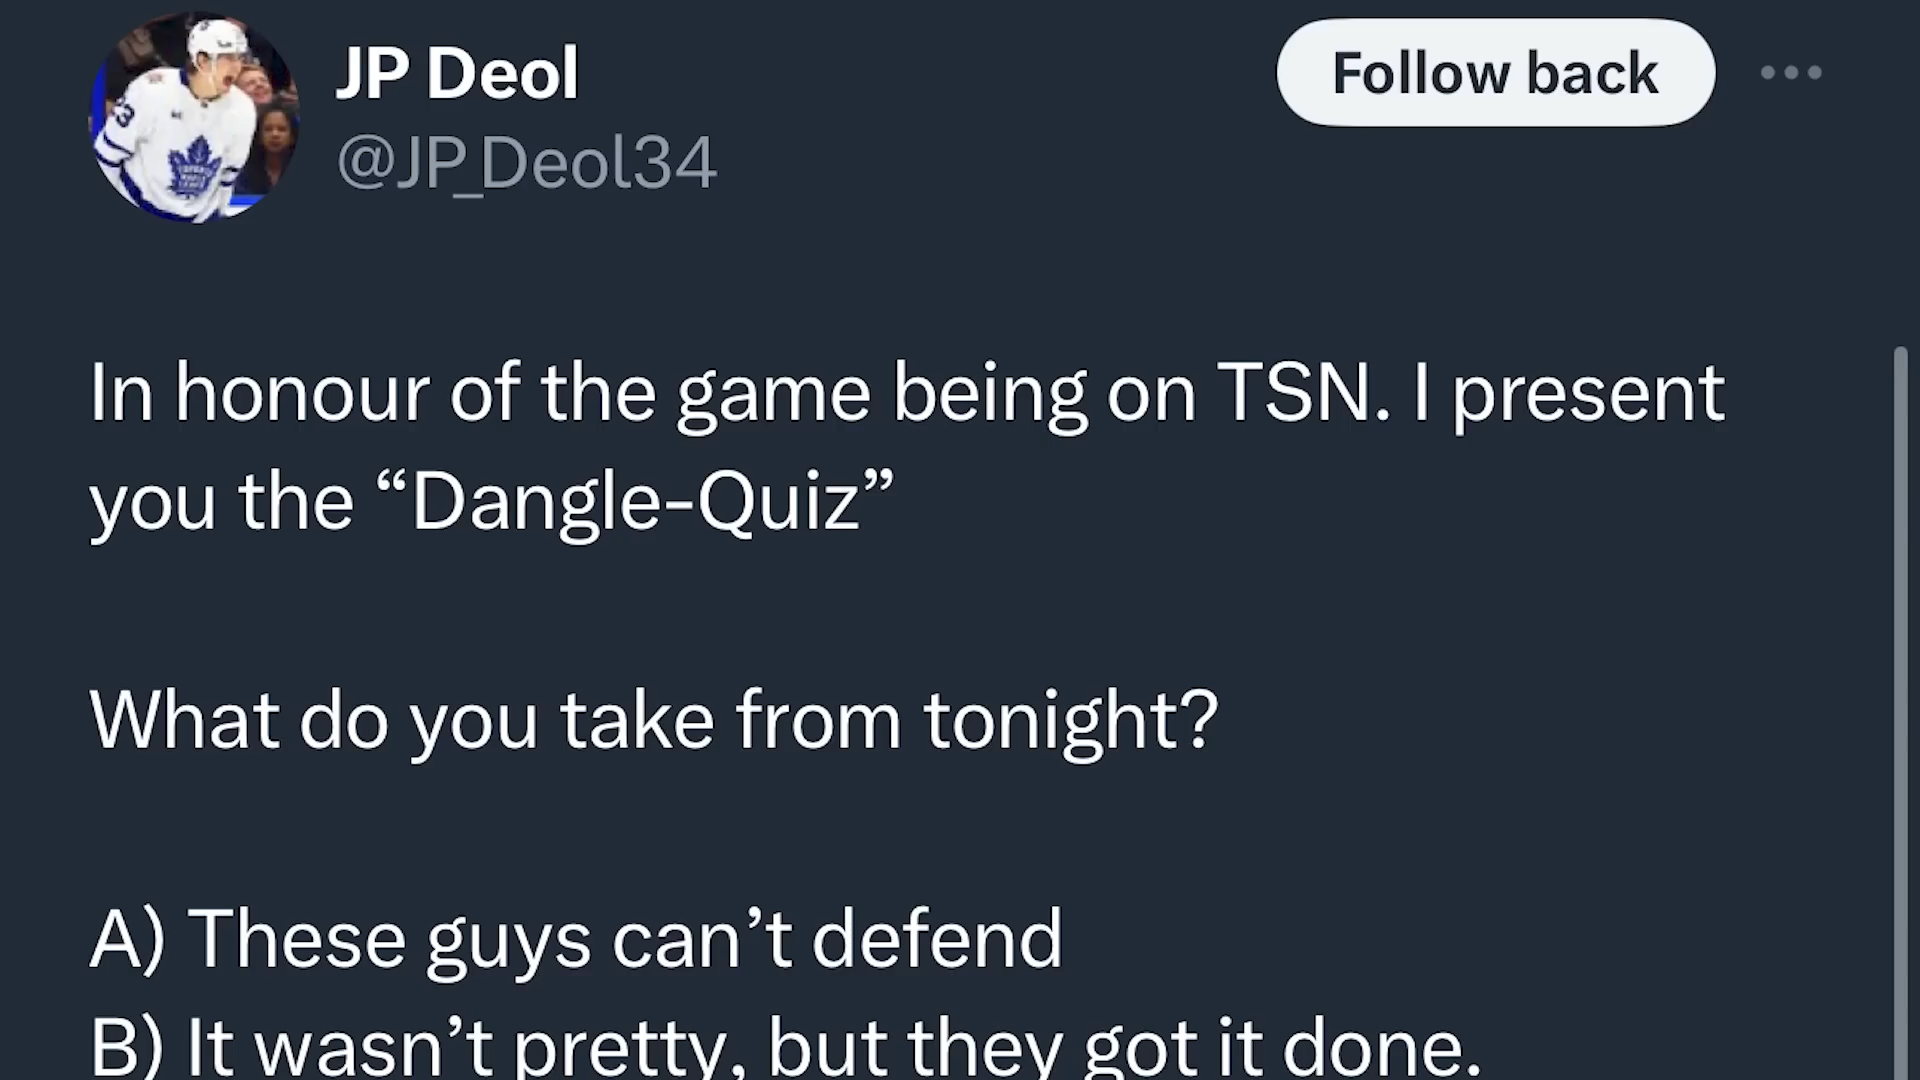 JP Deol
Follow back
@JP_Deol34
In honour of the game being on TSN. I present
you the “Dangle-Quiz”
What do you take from tonight?
A) These guys can’t defend
B) It wasn’t pretty, but they got it done.